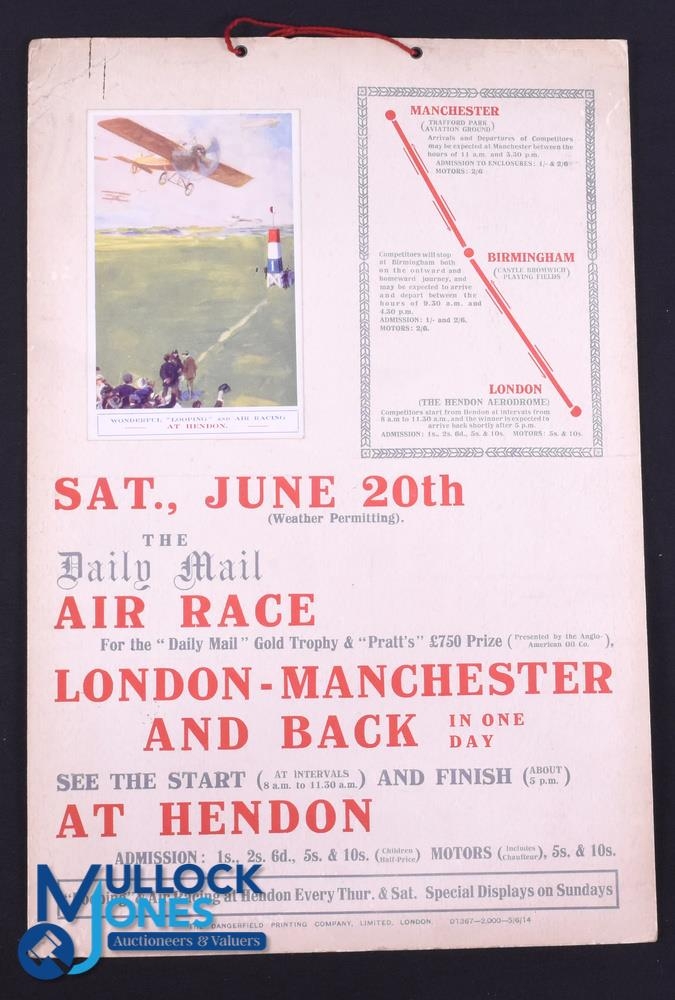 MANCHESTER
(TRAFFORD PARK
AVIATION GROUND)
Arrivals and Departures of Competitors
may be expected at Manchester between the
hours of 11 a.m. and 3.30 p.m.
ADMISSION TO ENCLOSURES: 1/- & 2/6
MOTORS: 2/6
Competitors will stop
at Birmingham both
on the outward and
homeward journey, and
may be expected to arrive
and depart between the
hours of 9.30 a.m. and
4.30 p.m.
ADMISSION: 1/- and 2/6.
MOTORS: 2/6.
BIRMINGHAM
(CASTLE BROMWICH
PLAYING FIELDS)
LONDON
(THE HENDON AERODROME)
Competitors start from Hendon at intervals from
8 a.m to 11.30 a.m., and the winner is expected to
arrive back shortly after 5 p.m.
ADMISSION: 1s., 2s. 6d., 5s. & 10s. MOTORS: 5s. & 10s.
WONDERFUL "LOOPING" AND AIR RACING
AT HENDON.
SAT., JUNE 20th
(Weather Permitting).
THE
Daily Mail
AIR RACE
For the "Daily Mail" Gold Trophy & "Pratt's" £750 Prize (Presented by the Anglo-American Oil Co.),
LONDON-MANCHESTER
AND BACK IN ONE DAY
SEE THE START (AT INTERVALS 8 a.m. to 11.30 a.m.) AND FINISH (ABOUT 5 p.m.)
AT HENDON
ADMISSION: 1s., 2s. 6d., 5s. & 10s. (Children Half-Price) MOTORS (Includes Chauffeur), 5s. & 10s.
"Looping" & Air Racing at Hendon Every Thur. & Sat. Special Displays on Sundays
THE DANGERFIELD PRINTING COMPANY, LIMITED, LONDON. D1367—2,000—5/6/14
MULLOCK
JONES
Auctioneers & Valuers